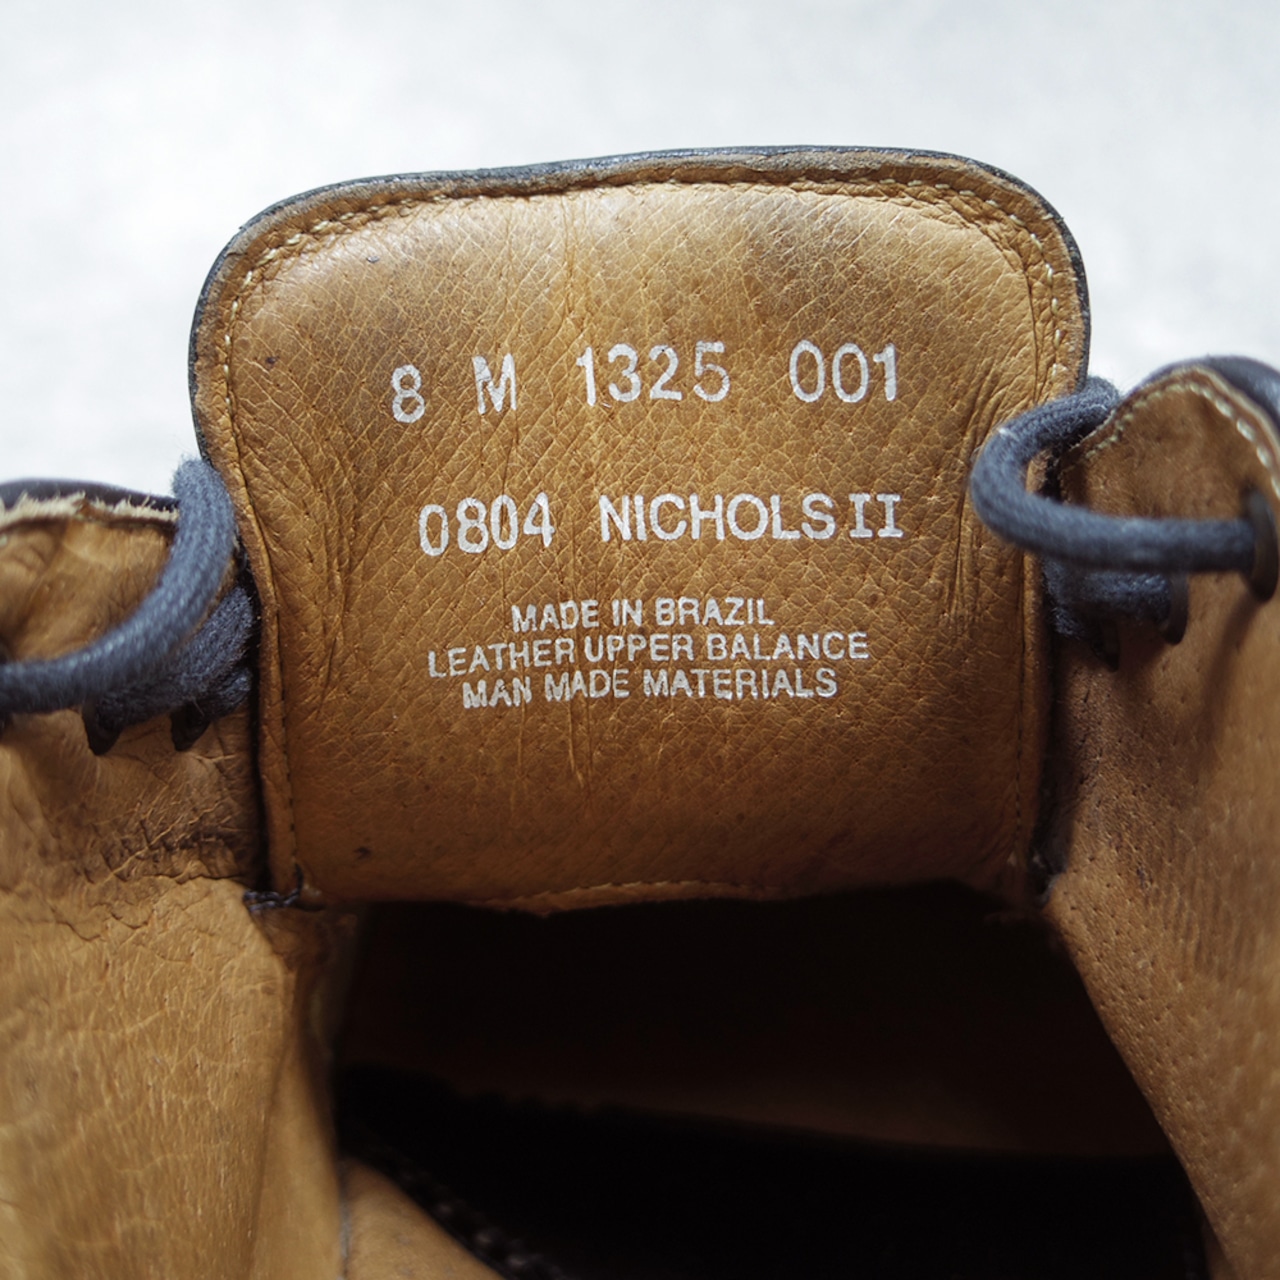 8 M 1325 001
0804 NICHOLS II
MADE IN BRAZIL
LEATHER UPPER BALANCE
MAN MADE MATERIALS